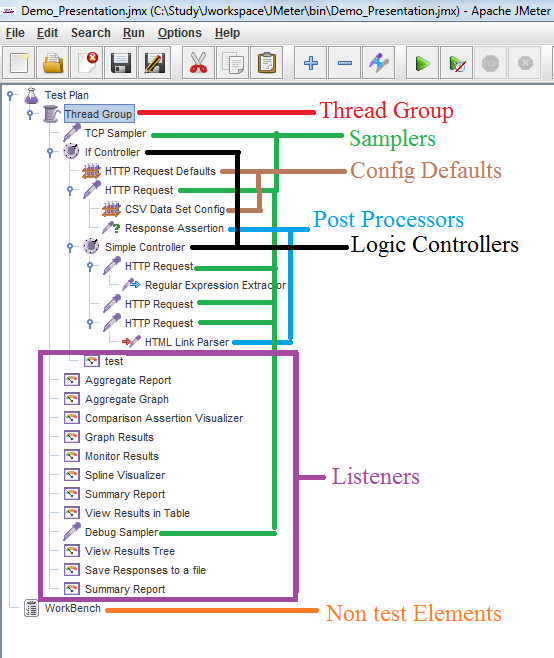 Demo_Presentation.jmx (C:\Study\Jworkspace\JMeter\bin\Demo_Presentation.jmx) - Apache JMeter
File Edit Search Run Options Help
Test Plan
Thread Group
Thread Group
TCP Sampler
Samplers
If Controller
HTTP Request Defaults
Config Defaults
HTTP Request
CSV Data Set Config
Response Assertion
Post Processors
Simple Controller
Logic Controllers
HTTP Request
Regular Expression Extractor
HTTP Request
HTTP Request
HTML Link Parser
test
Aggregate Report
Aggregate Graph
Comparison Assertion Visualizer
Graph Results
Monitor Results
Spline Visualizer
Listeners
Summary Report
View Results in Table
Debug Sampler
View Results Tree
Save Responses to a file
Summary Report
WorkBench
Non test Elements